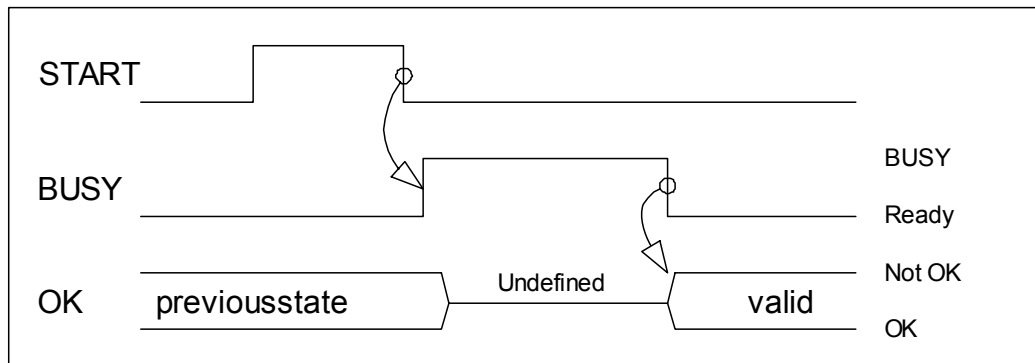 START
BUSY
BUSY
Ready
Undefined
Not OK
OK
previousstate
valid
OK